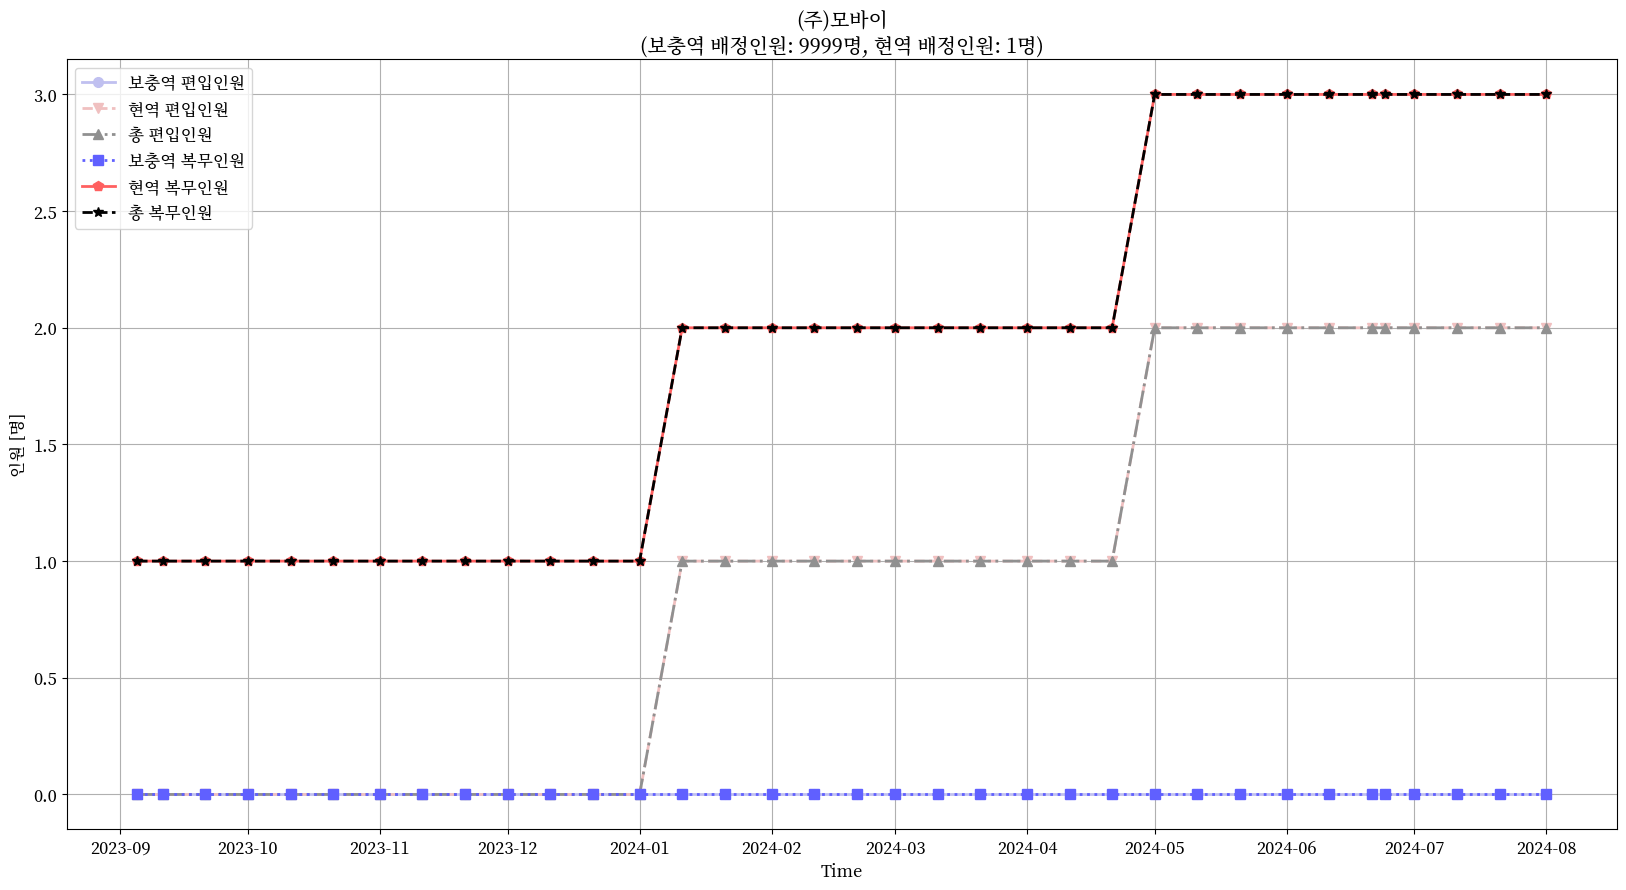 (주)모바이
(보충역 배정인원: 9999명, 현역 배정인원: 1명)
보충역 편입인원
현역 편입인원
총 편입인원
보충역 복무인원
현역 복무인원
총 복무인원
3.0
2.5
2.0
1.5
1.0
0.5
0.0
인원 [명]
2023-09 2023-10 2023-11 2023-12 2024-01 2024-02 2024-03 2024-04 2024-05 2024-06 2024-07 2024-08
Time